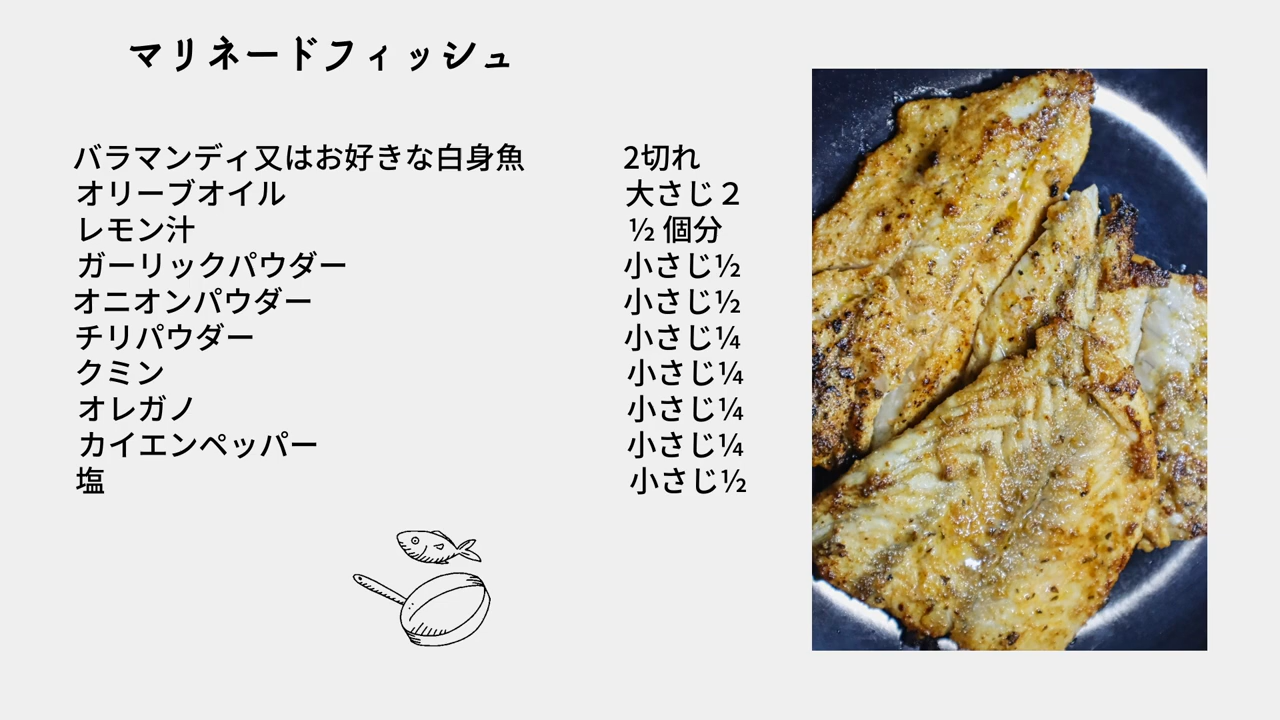 マリネードフィッシュ
バラマンディ又はお好きな白身魚 2切れ
オリーブオイル 大さじ２
レモン汁 ½ 個分
ガーリックパウダー 小さじ½
オニオンパウダー 小さじ½
チリパウダー 小さじ¼
クミン 小さじ¼
オレガノ 小さじ¼
カイエンペッパー 小さじ¼
塩 小さじ½